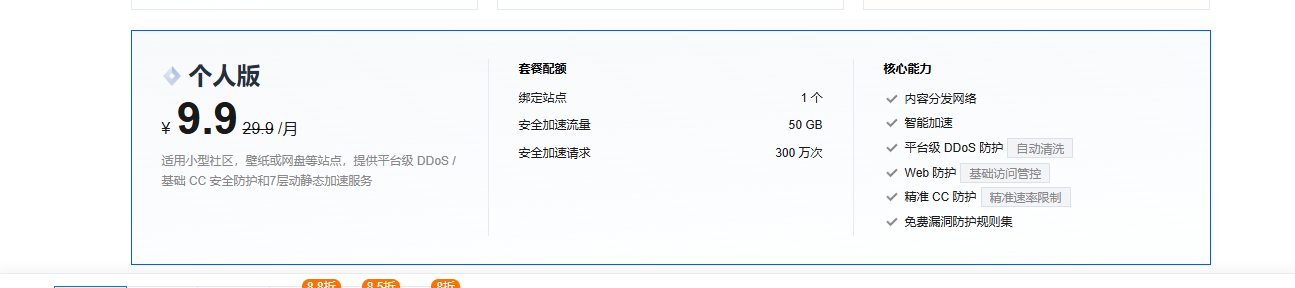 个人版
¥ 9.9 29.9 /月
适用小型社区，壁纸或网盘等站点，提供平台级 DDoS /
基础 CC 安全防护和7层动静态加速服务
套餐配额
绑定站点 1 个
安全加速流量 50 GB
安全加速请求 300 万次
核心能力
内容分发网络
智能加速
平台级 DDoS 防护 自动清洗
Web 防护 基础访问管控
精准 CC 防护 精准速率限制
免费漏洞防护规则集
8.8折 8.5折 8折